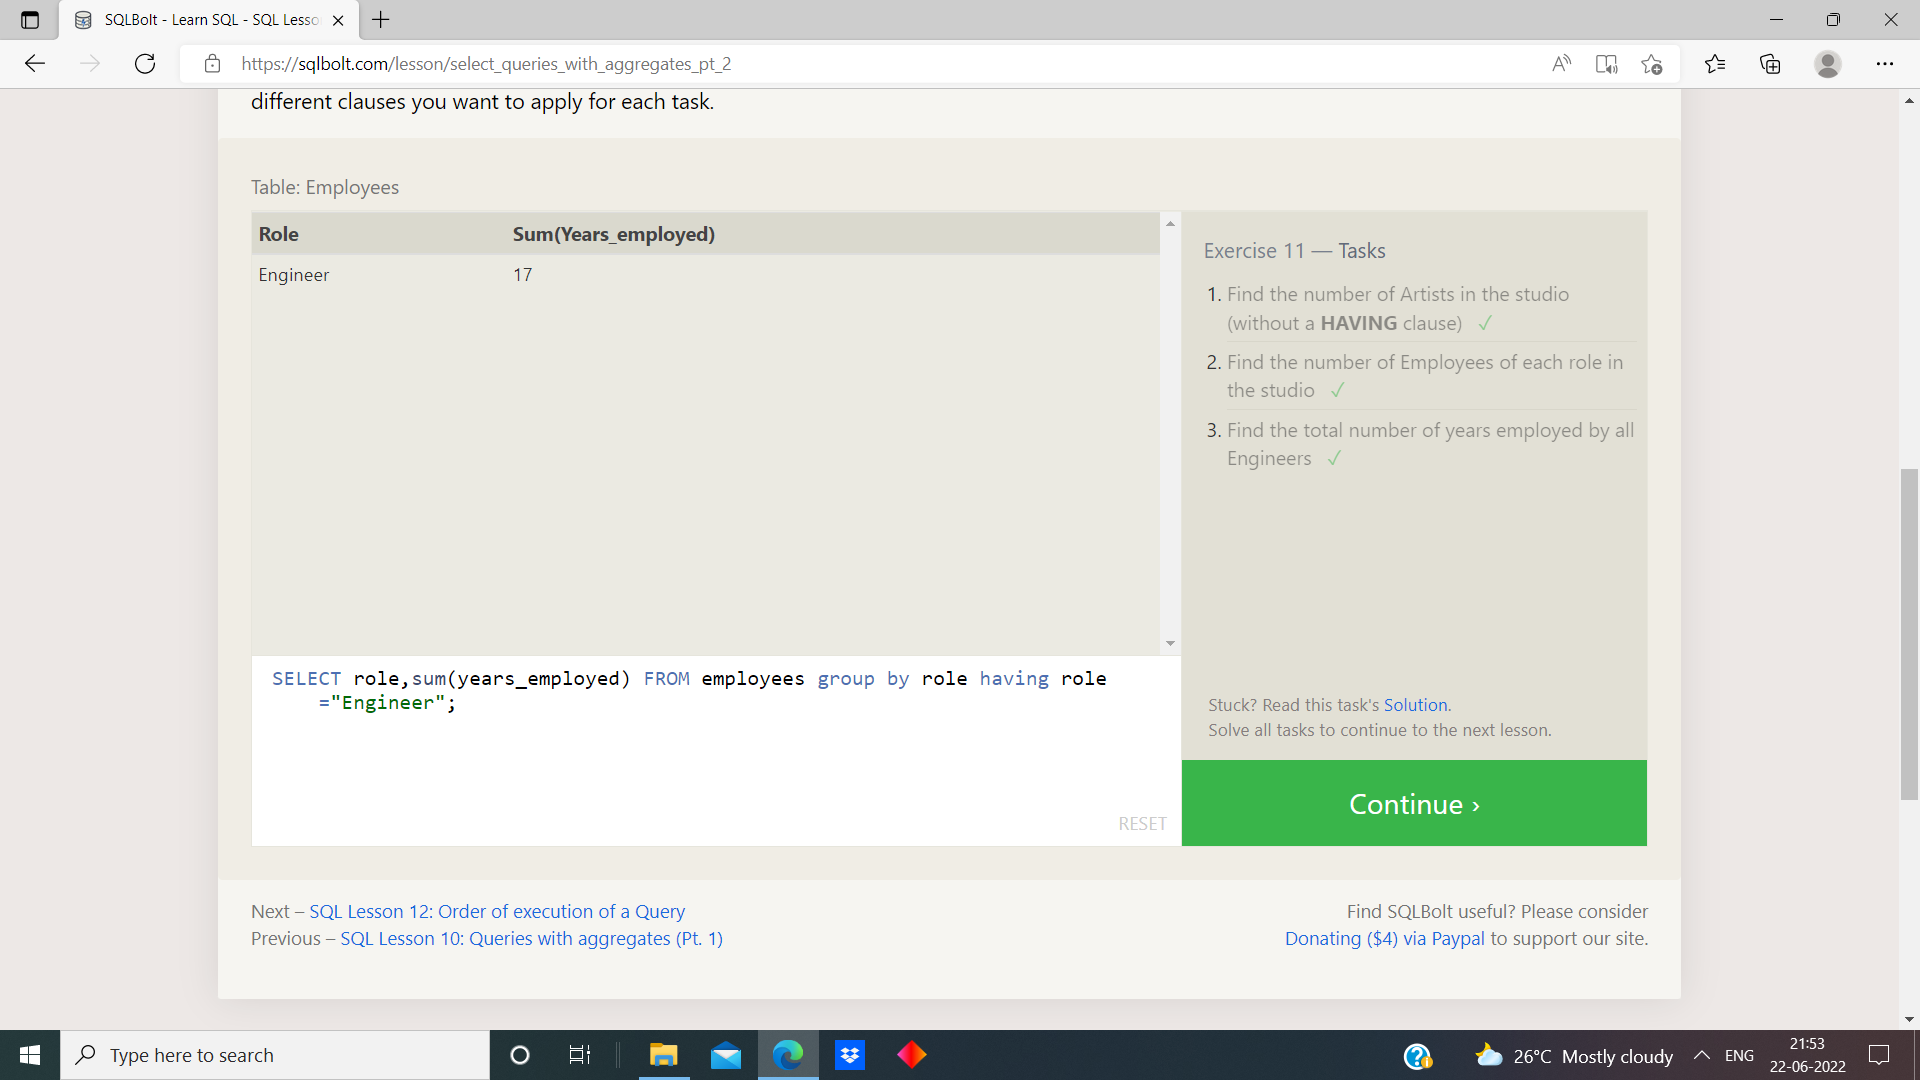 SQLBolt - Learn SQL - SQL Lesso
https://sqlbolt.com/lesson/select_queries_with_aggregates_pt_2
different clauses you want to apply for each task.
Table: Employees
Role Sum(Years_employed)
Engineer 17
Exercise 11 — Tasks
1. Find the number of Artists in the studio
(without a HAVING clause) ✓
2. Find the number of Employees of each role in
the studio ✓
3. Find the total number of years employed by all
Engineers ✓
SELECT role,sum(years_employed) FROM employees group by role having role
="Engineer";
RESET
Stuck? Read this task's Solution.
Solve all tasks to continue to the next lesson.
Continue ›
Next – SQL Lesson 12: Order of execution of a Query
Previous – SQL Lesson 10: Queries with aggregates (Pt. 1)
Find SQLBolt useful? Please consider
Donating ($4) via Paypal to support our site.
Type here to search
26°C Mostly cloudy
ENG
21:53
22-06-2022